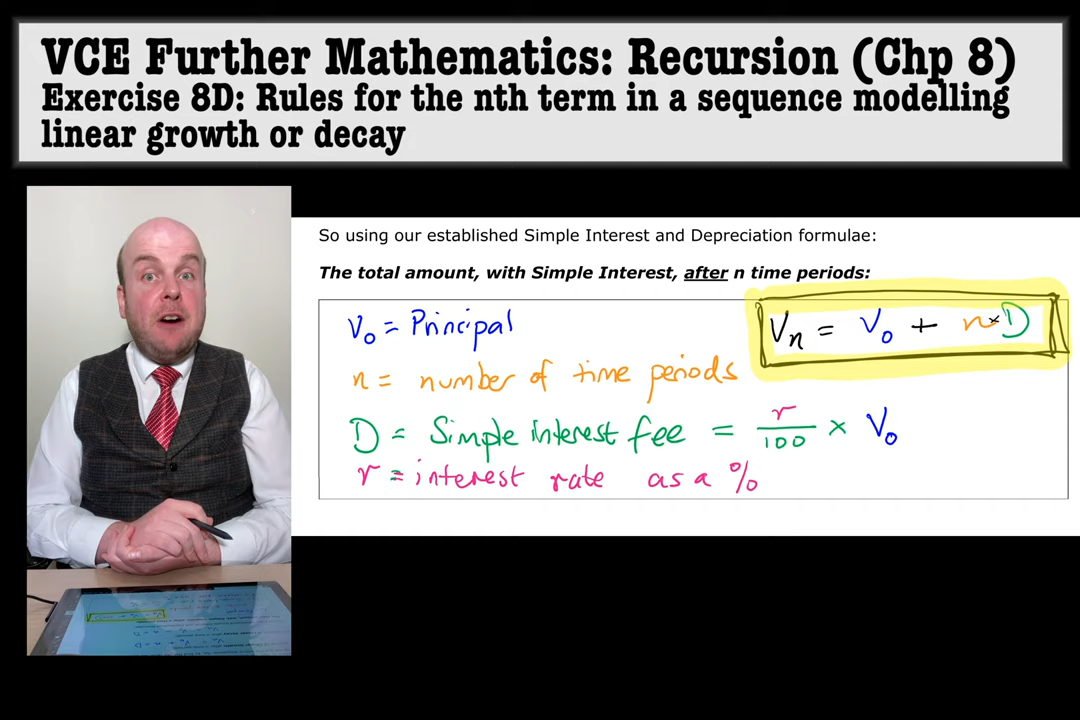 VCE Further Mathematics: Recursion (Chp 8)
Exercise 8D: Rules for the nth term in a sequence modelling
linear growth or decay
So using our established Simple Interest and Depreciation formulae:
The total amount, with Simple Interest, after n time periods:
V₀ = Principal
Vₙ = V₀ + n × D
n = number of time periods
D = Simple interest fee = r/100 × V₀
r = interest rate as a %